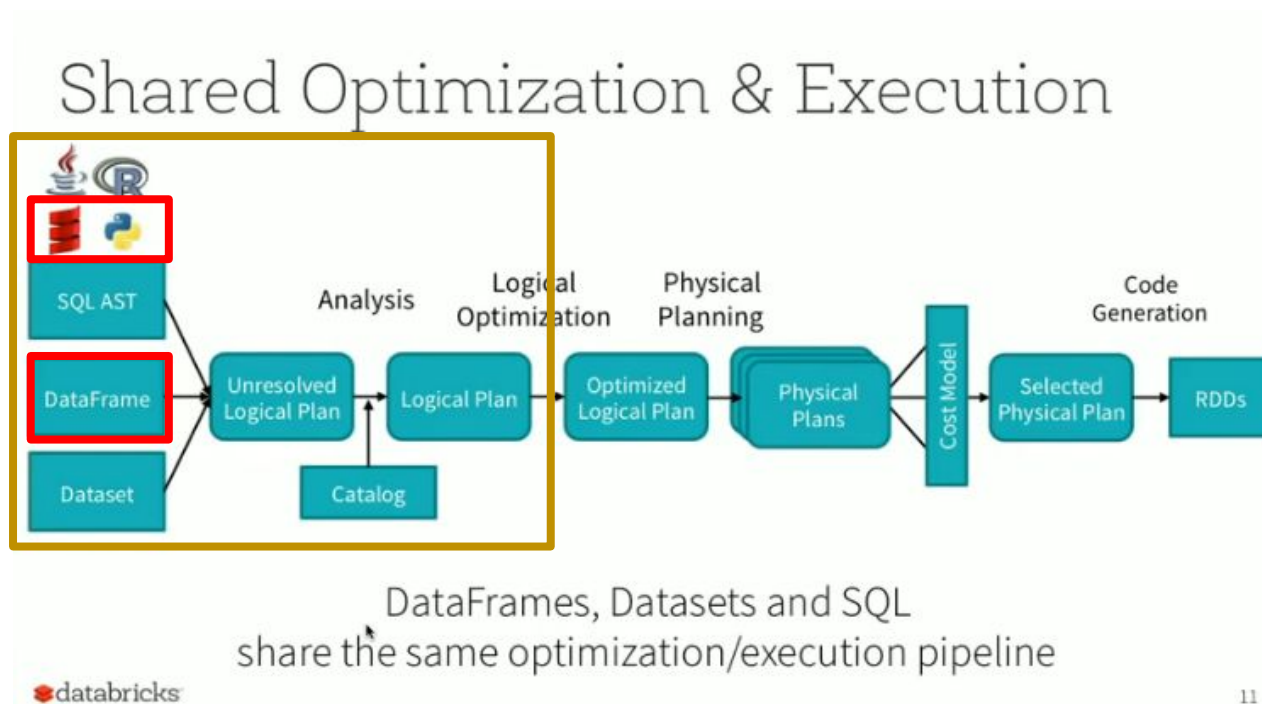 Shared Optimization & Execution
R
SQL AST
DataFrame
Dataset
Analysis
Unresolved
Logical Plan
Catalog
Logical Plan
Logical
Optimization
Optimized
Logical Plan
Physical
Planning
Physical
Plans
Cost Model
Selected
Physical Plan
Code
Generation
RDDs
DataFrames, Datasets and SQL
share the same optimization/execution pipeline
databricks
11